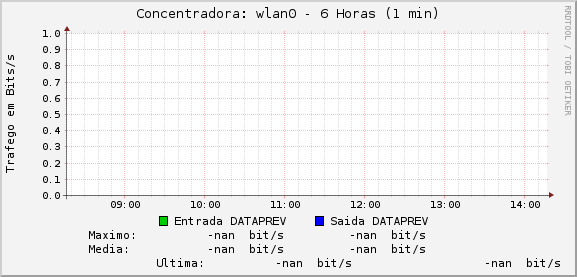 Concentradora: wlan0 - 6 Horas (1 min)
RRDTOOL / TOBI OETIKER
Trafego em Bits/s
1.0
0.9
0.8
0.7
0.6
0.5
0.4
0.3
0.2
0.1
0.0
09:00 10:00 11:00 12:00 13:00 14:00
Entrada DATAPREV Saida DATAPREV
Maximo: -nan bit/s -nan bit/s
Media: -nan bit/s -nan bit/s
Ultima: -nan bit/s -nan bit/s